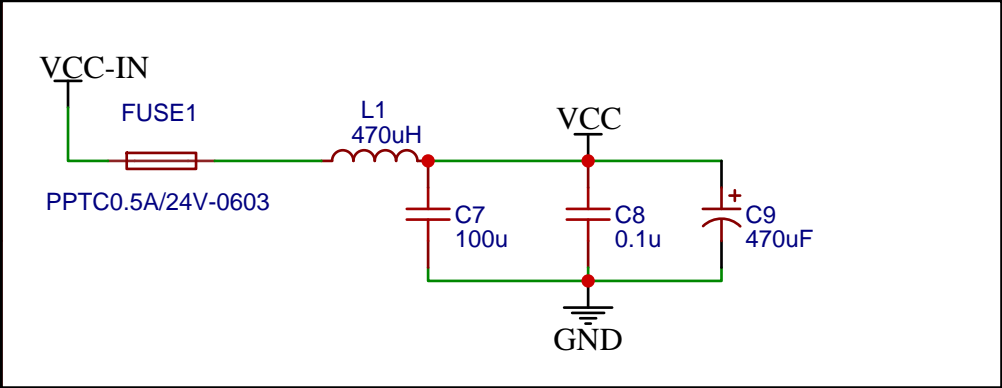 VCC-IN
FUSE1
PPTC0.5A/24V-0603
L1
470uH
VCC
C7
100u
C8
0.1u
+
C9
470uF
GND